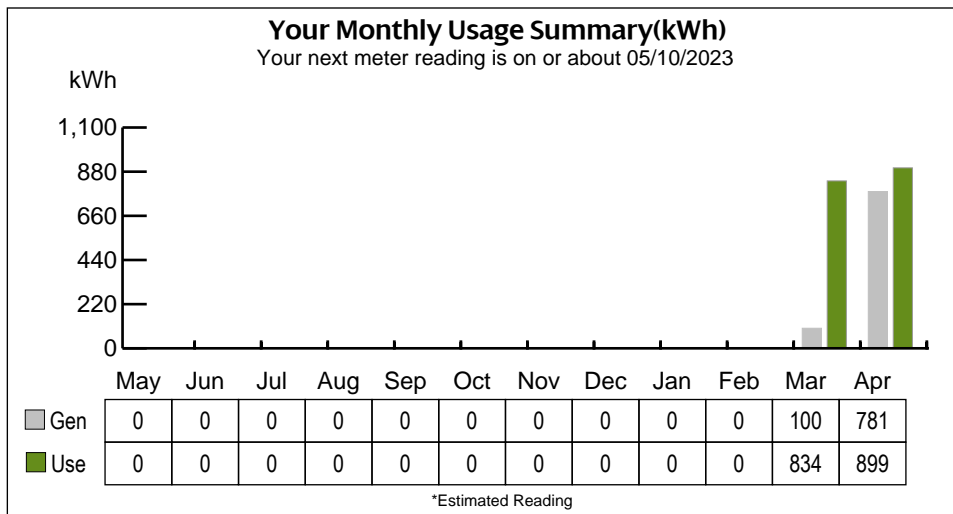 Your Monthly Usage Summary(kWh)
Your next meter reading is on or about 05/10/2023
kWh
1,100
880
660
440
220
0
May Jun Jul Aug Sep Oct Nov Dec Jan Feb Mar Apr
Gen 0 0 0 0 0 0 0 0 0 0 100 781
Use 0 0 0 0 0 0 0 0 0 0 834 899
*Estimated Reading